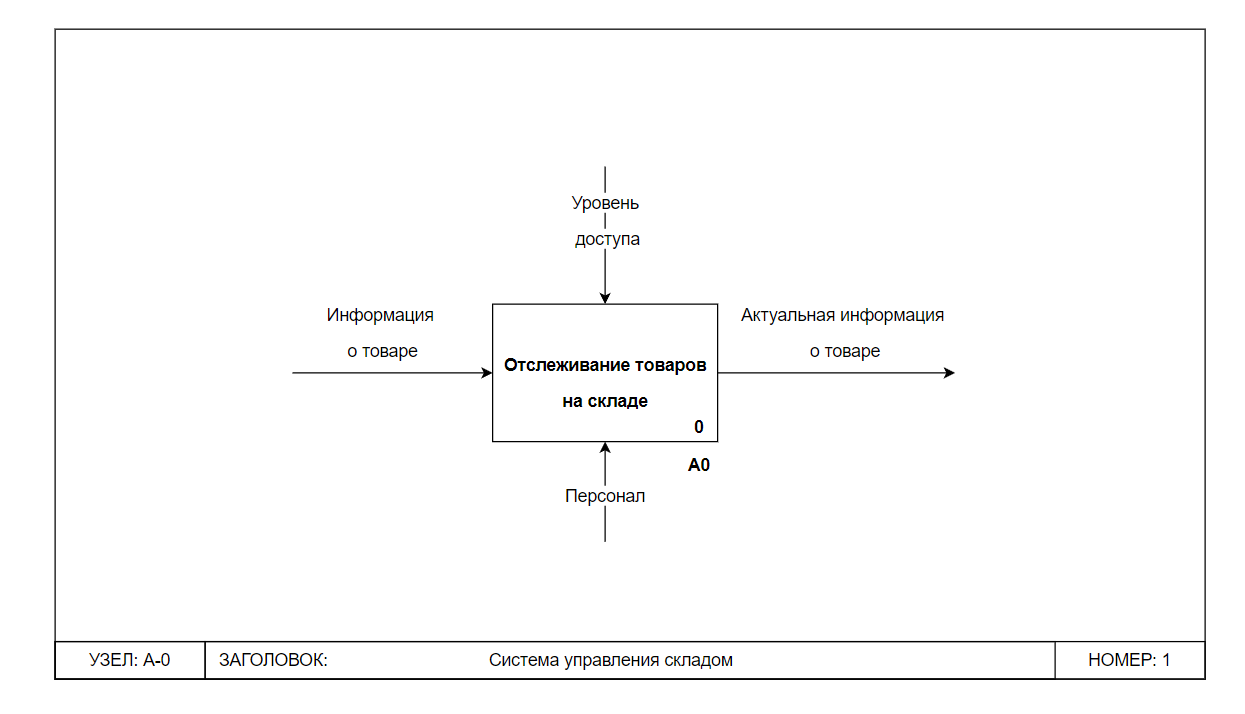 Уровень
доступа
Информация
о товаре
Актуальная информация
о товаре
Отслеживание товаров
на складе
0
A0
Персонал
УЗЕЛ: A-0
ЗАГОЛОВОК:
Система управления складом
НОМЕР: 1